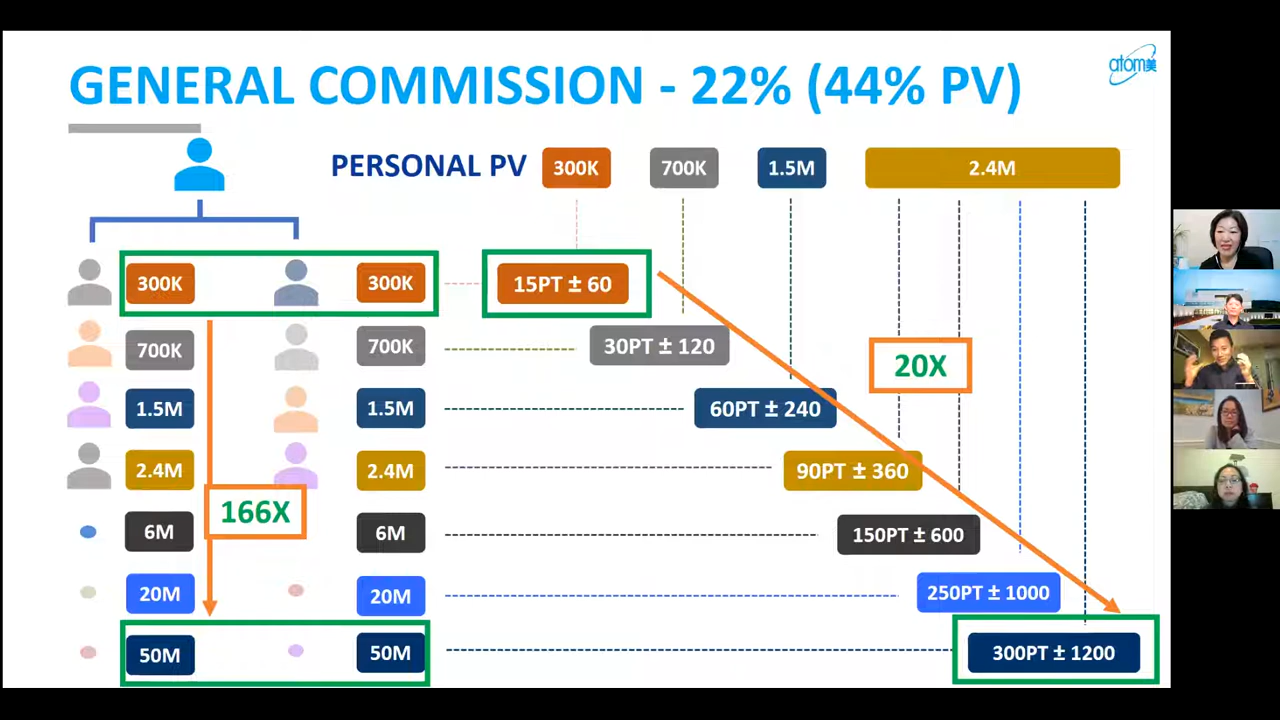 GENERAL COMMISSION - 22% (44% PV)
atom美
PERSONAL PV 300K 700K 1.5M 2.4M
300K 300K 15PT ± 60
700K 700K 30PT ± 120
20X
1.5M 1.5M 60PT ± 240
2.4M 2.4M 90PT ± 360
166X
6M 6M 150PT ± 600
20M 20M 250PT ± 1000
50M 50M 300PT ± 1200